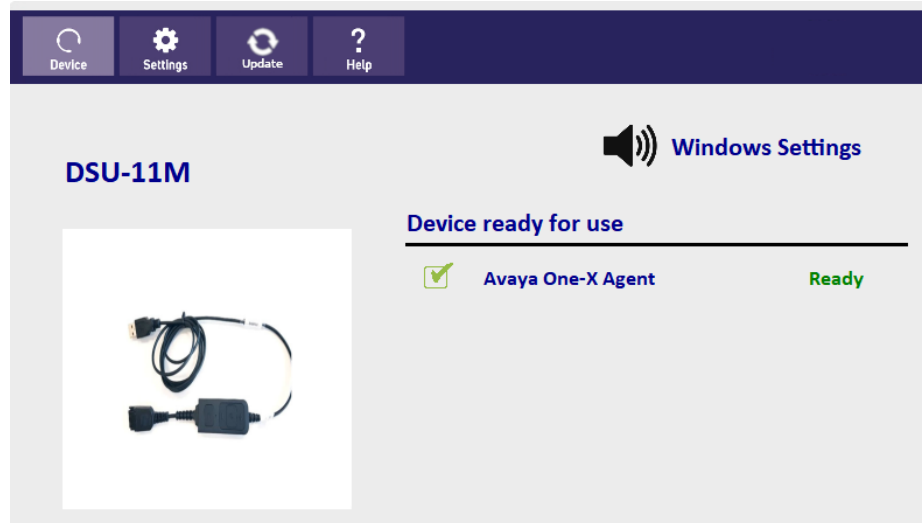 Device
Settings
Update
?
Help
DSU-11M
Windows Settings
Device ready for use
Avaya One-X Agent Ready